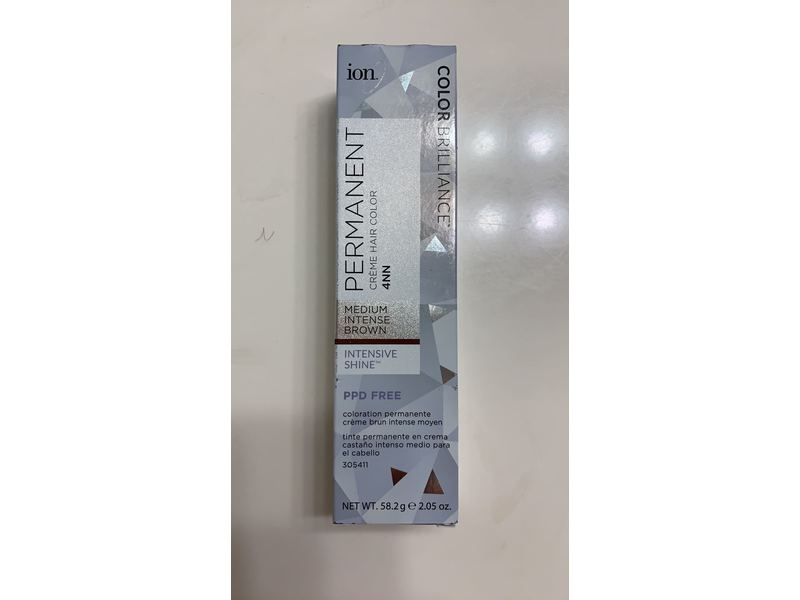 ion.
COLOR BRILLIANCE™
PERMANENT
CRÈME HAIR COLOR
4NN
MEDIUM
INTENSE
BROWN
INTENSIVE
SHINE™
PPD FREE
coloration permanente
crème brun intense moyen
tinte permanente en crema
castaño intenso medio para
el cabello
305411
NET WT. 58.2g ℮ 2.05 oz.